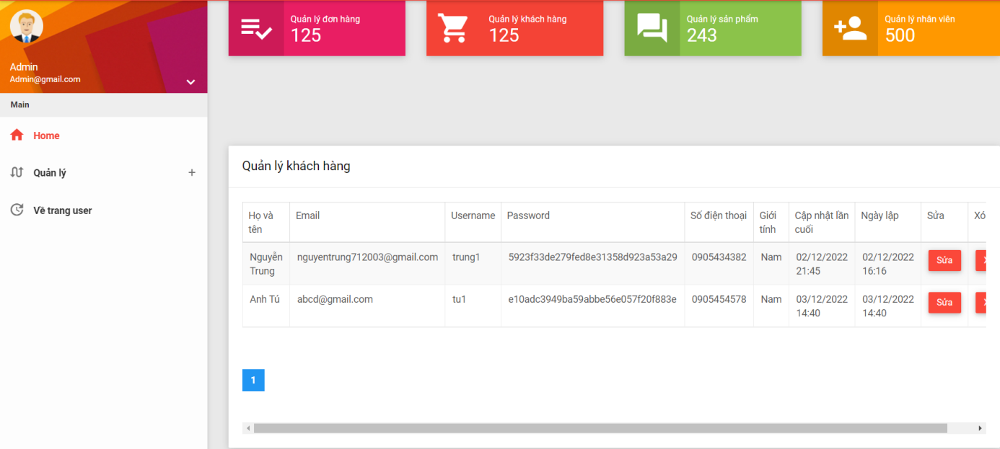 Quản lý đơn hàng
125
Quản lý khách hàng
125
Quản lý sản phẩm
243
Quản lý nhân viên
500
Admin
Admin@gmail.com
Main
Home
Quản lý
+
Về trang user
Quản lý khách hàng
Họ và tên Email Username Password Số điện thoại Giới tính Cập nhật lần cuối Ngày lập Sửa Xó
Nguyễn Trung nguyentrung712003@gmail.com trung1 5923f33de279fed8e31358d923a53a29 0905434382 Nam 02/12/2022 21:45 02/12/2022 16:16 Sửa
Anh Tú abcd@gmail.com tu1 e10adc3949ba59abbe56e057f20f883e 0905454578 Nam 03/12/2022 14:40 03/12/2022 14:40 Sửa
1